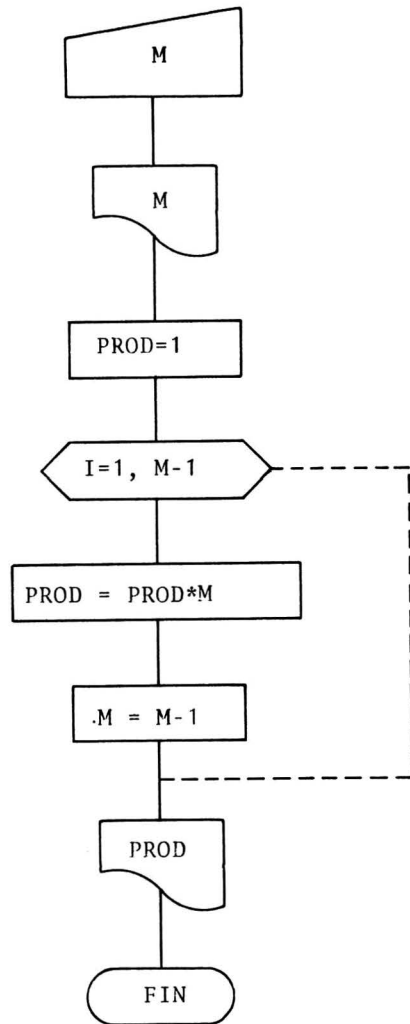 M
M
PROD=1
I=1, M-1
PROD = PROD*M
.M = M-1
PROD
FIN